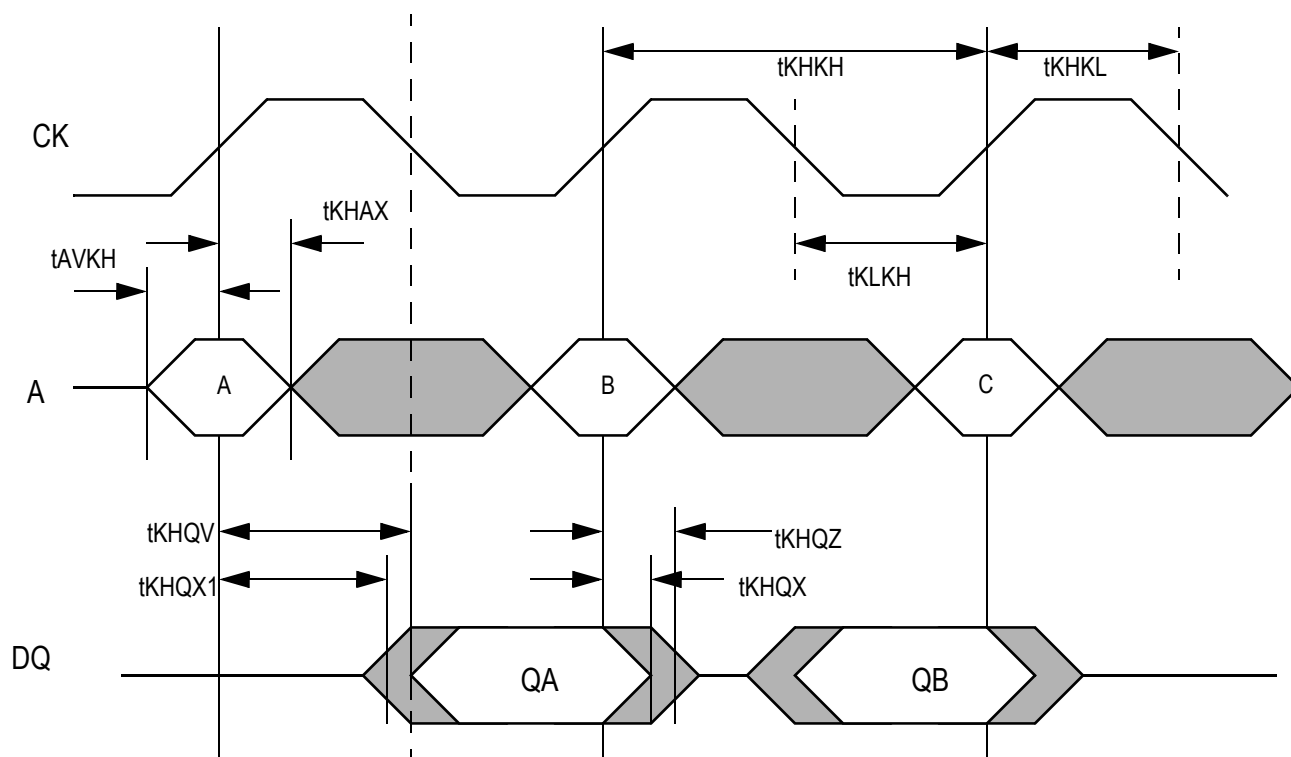 tKHKH
tKHKL
CK
tKHAX
tAVKH
tKLKH
A
A
B
C
tKHQV
tKHQZ
tKHQX1
tKHQX
DQ
QA
QB